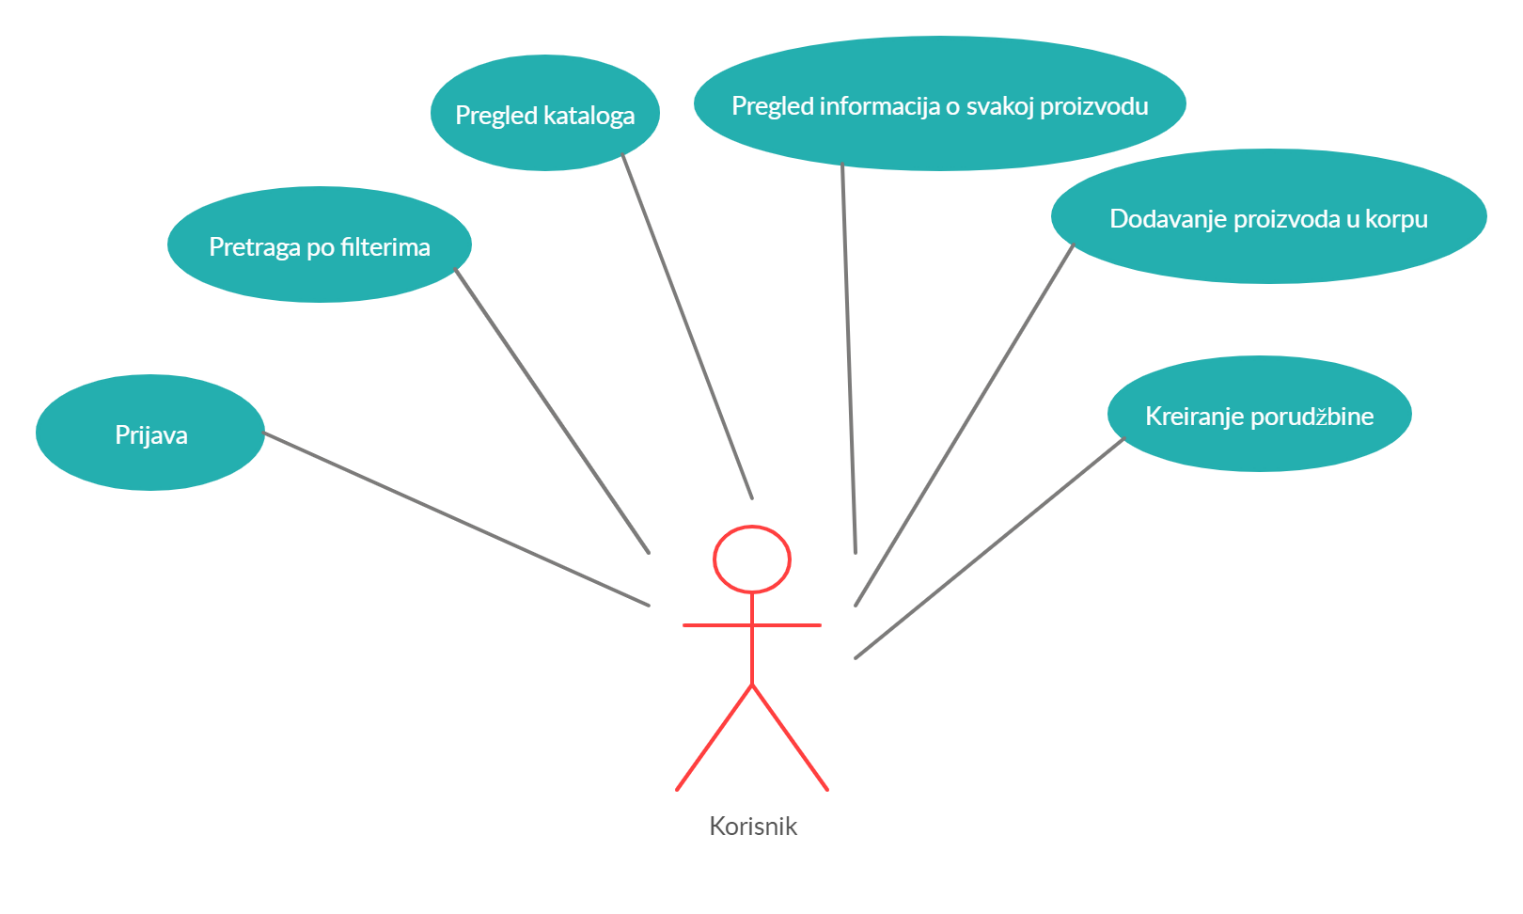 Pregled informacija o svakoj proizvodu
Pregled kataloga
Dodavanje proizvoda u korpu
Pretraga po filterima
Kreiranje porudžbine
Prijava
Korisnik